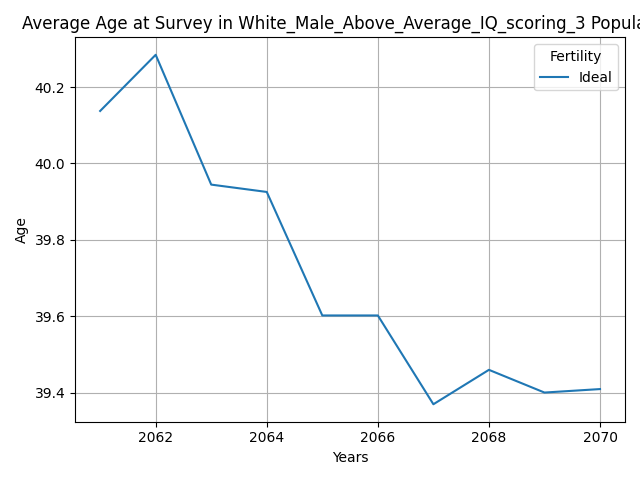 Average Age at Survey in White_Male_Above_Average_IQ_scoring_3 Popula
Fertility
Ideal
40.2
40.0
39.8
39.6
39.4
Age
2062 2064 2066 2068 2070
Years